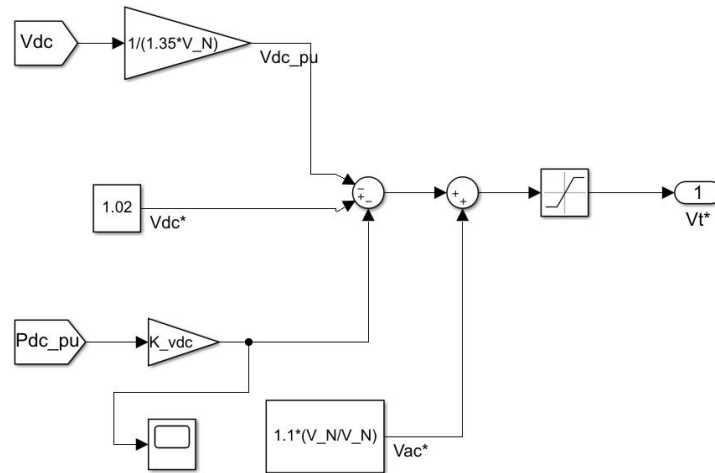 Vdc
1/(1.35*V_N)
Vdc_pu
1.02
Vdc*
− + −
+ +
1
Vt*
Pdc_pu
K_vdc
1.1*(V_N/V_N)
Vac*